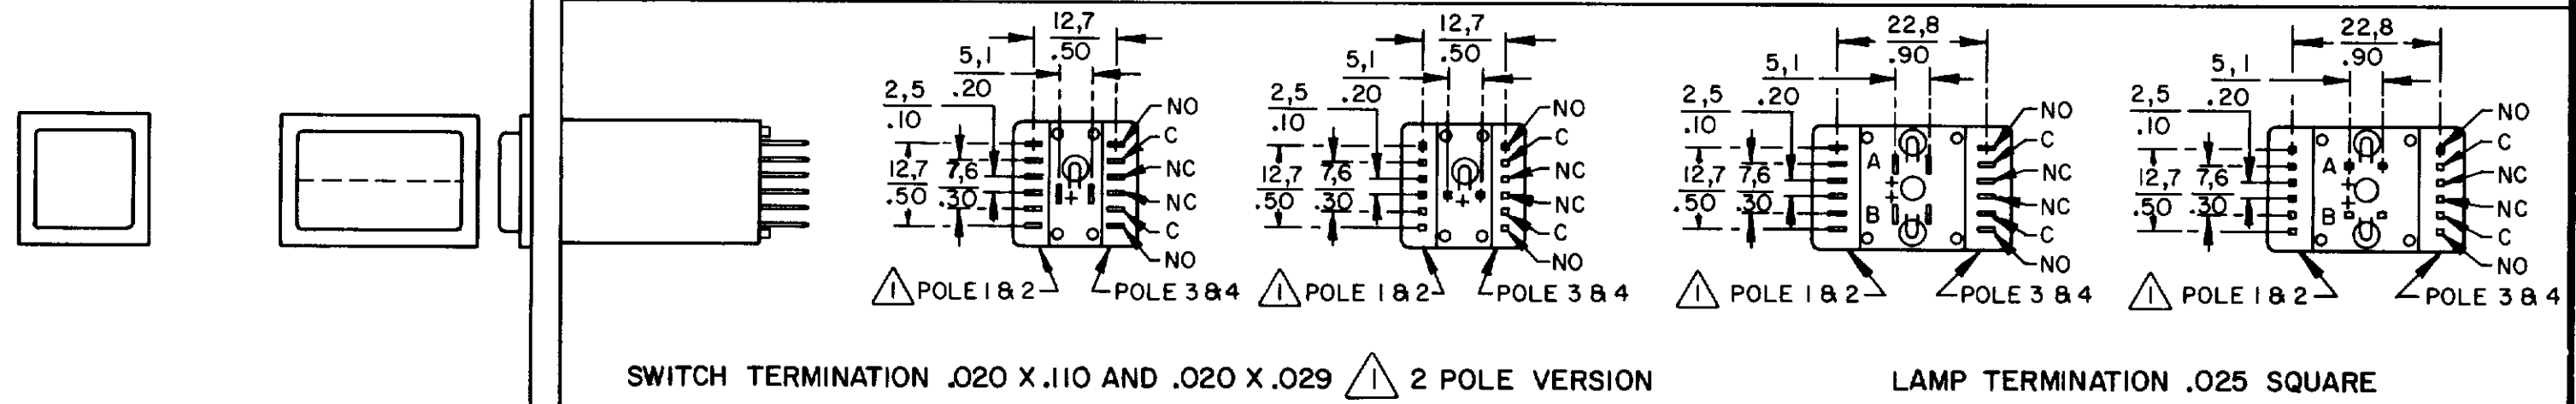 12,7
.50
5,1
.20
2,5
.10
12,7
.50
7,6
.30
+
NO
C
NC
NC
C
NO
1 POLE 1 & 2
POLE 3 & 4
12,7
.50
5,1
.20
2,5
.10
12,7
.50
7,6
.30
+
NO
C
NC
NC
C
NO
1 POLE 1 & 2
POLE 3 & 4
22,8
.90
5,1
.20
2,5
.10
12,7
.50
7,6
.30
A
+
+
B
NO
C
NC
NC
C
NO
1 POLE 1 & 2
POLE 3 & 4
22,8
.90
5,1
.20
2,5
.10
12,7
.50
7,6
.30
A
+
+
B
NO
C
NC
NC
C
NO
1 POLE 1 & 2
POLE 3 & 4
SWITCH TERMINATION .020 X .110 AND .020 X .029 1 2 POLE VERSION
LAMP TERMINATION .025 SQUARE